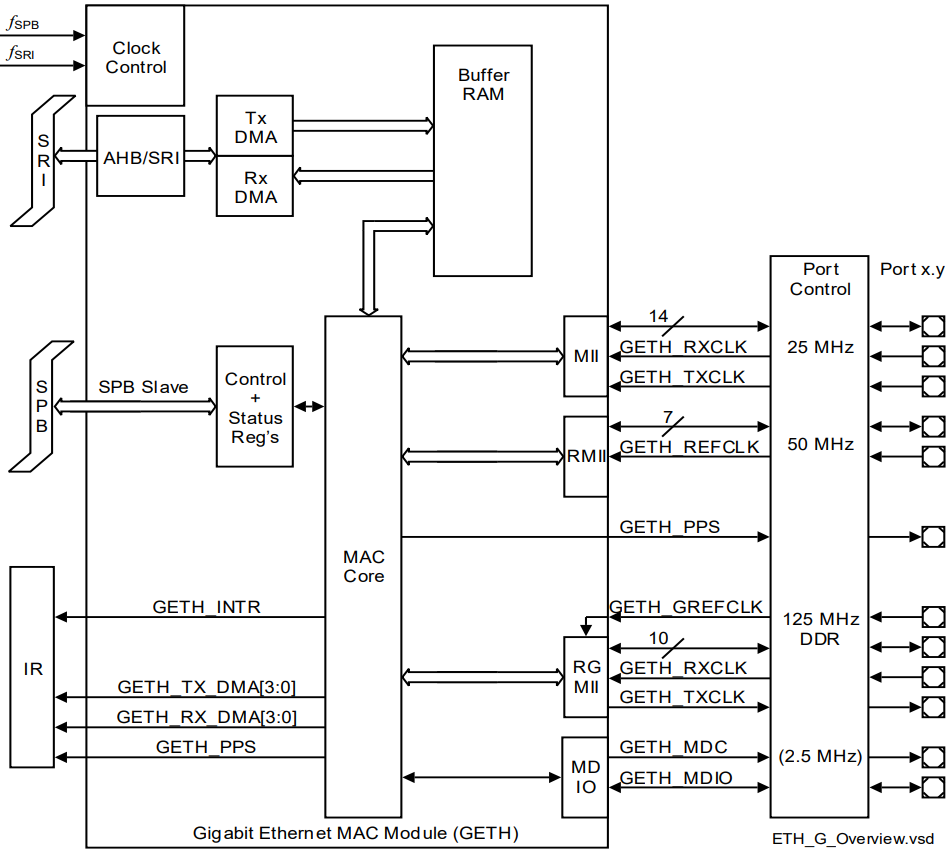 fSPB
fSRI
Clock
Control
Buffer
RAM
Tx
DMA
S
R
I
AHB/SRI
Rx
DMA
Port
Control
Port x.y
14
MII
GETH_RXCLK
25 MHz
GETH_TXCLK
S
P
B
SPB Slave
Control
+
Status
Reg's
7
RMII
GETH_REFCLK
50 MHz
GETH_PPS
MAC
Core
GETH_INTR
GETH_GREFCLK
125 MHz
DDR
10
IR
RG
MII
GETH_RXCLK
GETH_TX_DMA[3:0]
GETH_TXCLK
GETH_RX_DMA[3:0]
GETH_PPS
GETH_MDC
(2.5 MHz)
MD
IO
GETH_MDIO
Gigabit Ethernet MAC Module (GETH)
ETH_G_Overview.vsd